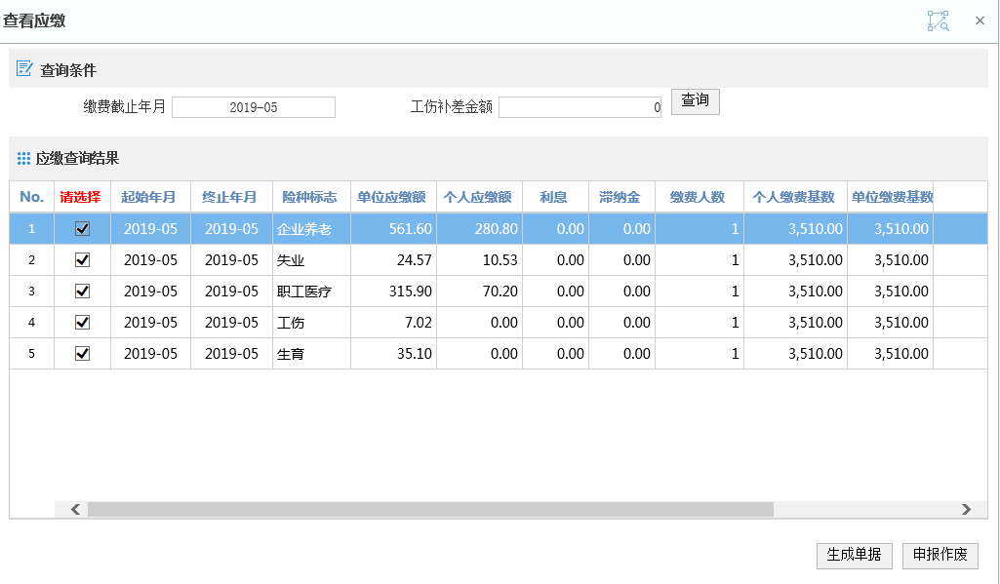 查看应缴
查询条件
缴费截止年月 2019-05 工伤补差金额 0 查询
应缴查询结果
No. 请选择 起始年月 终止年月 险种标志 单位应缴额 个人应缴额 利息 滞纳金 缴费人数 个人缴费基数 单位缴费基数
1 2019-05 2019-05 企业养老 561.60 280.80 0.00 0.00 1 3,510.00 3,510.00
2 2019-05 2019-05 失业 24.57 10.53 0.00 0.00 1 3,510.00 3,510.00
3 2019-05 2019-05 职工医疗 315.90 70.20 0.00 0.00 1 3,510.00 3,510.00
4 2019-05 2019-05 工伤 7.02 0.00 0.00 0.00 1 3,510.00 3,510.00
5 2019-05 2019-05 生育 35.10 0.00 0.00 0.00 1 3,510.00 3,510.00
生成单据 申报作废